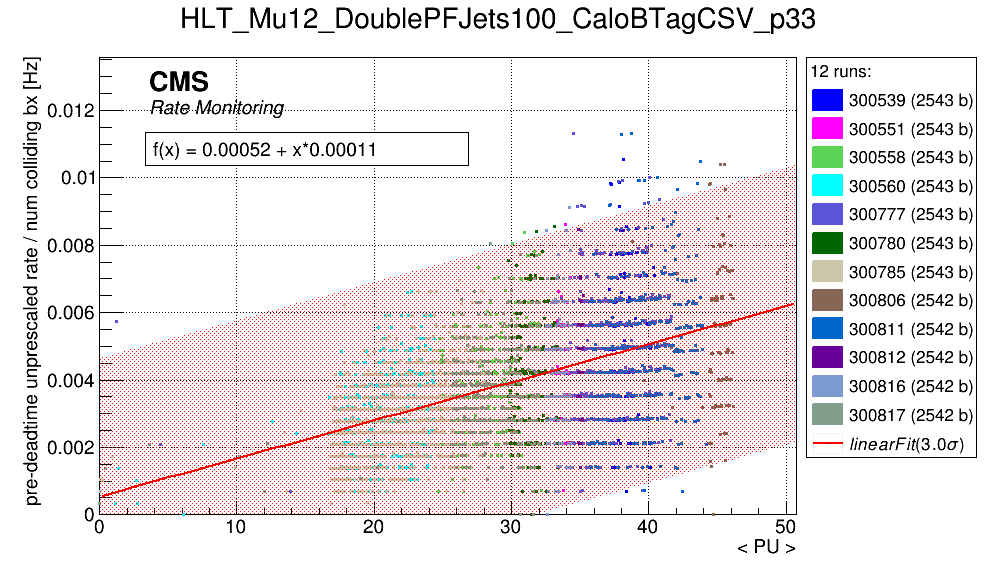 HLT_Mu12_DoublePFJets100_CaloBTagCSV_p33
pre-deadtime unprescaled rate / num colliding bx [Hz]
CMS
Rate Monitoring
f(x) = 0.00052 + x*0.00011
0.012
0.01
0.008
0.006
0.004
0.002
0
0 10 20 30 40 50
< PU >
12 runs:
300539 (2543 b)
300551 (2543 b)
300558 (2543 b)
300560 (2543 b)
300777 (2543 b)
300780 (2543 b)
300785 (2543 b)
300806 (2542 b)
300811 (2542 b)
300812 (2542 b)
300816 (2542 b)
300817 (2542 b)
linearFit(3.0σ)